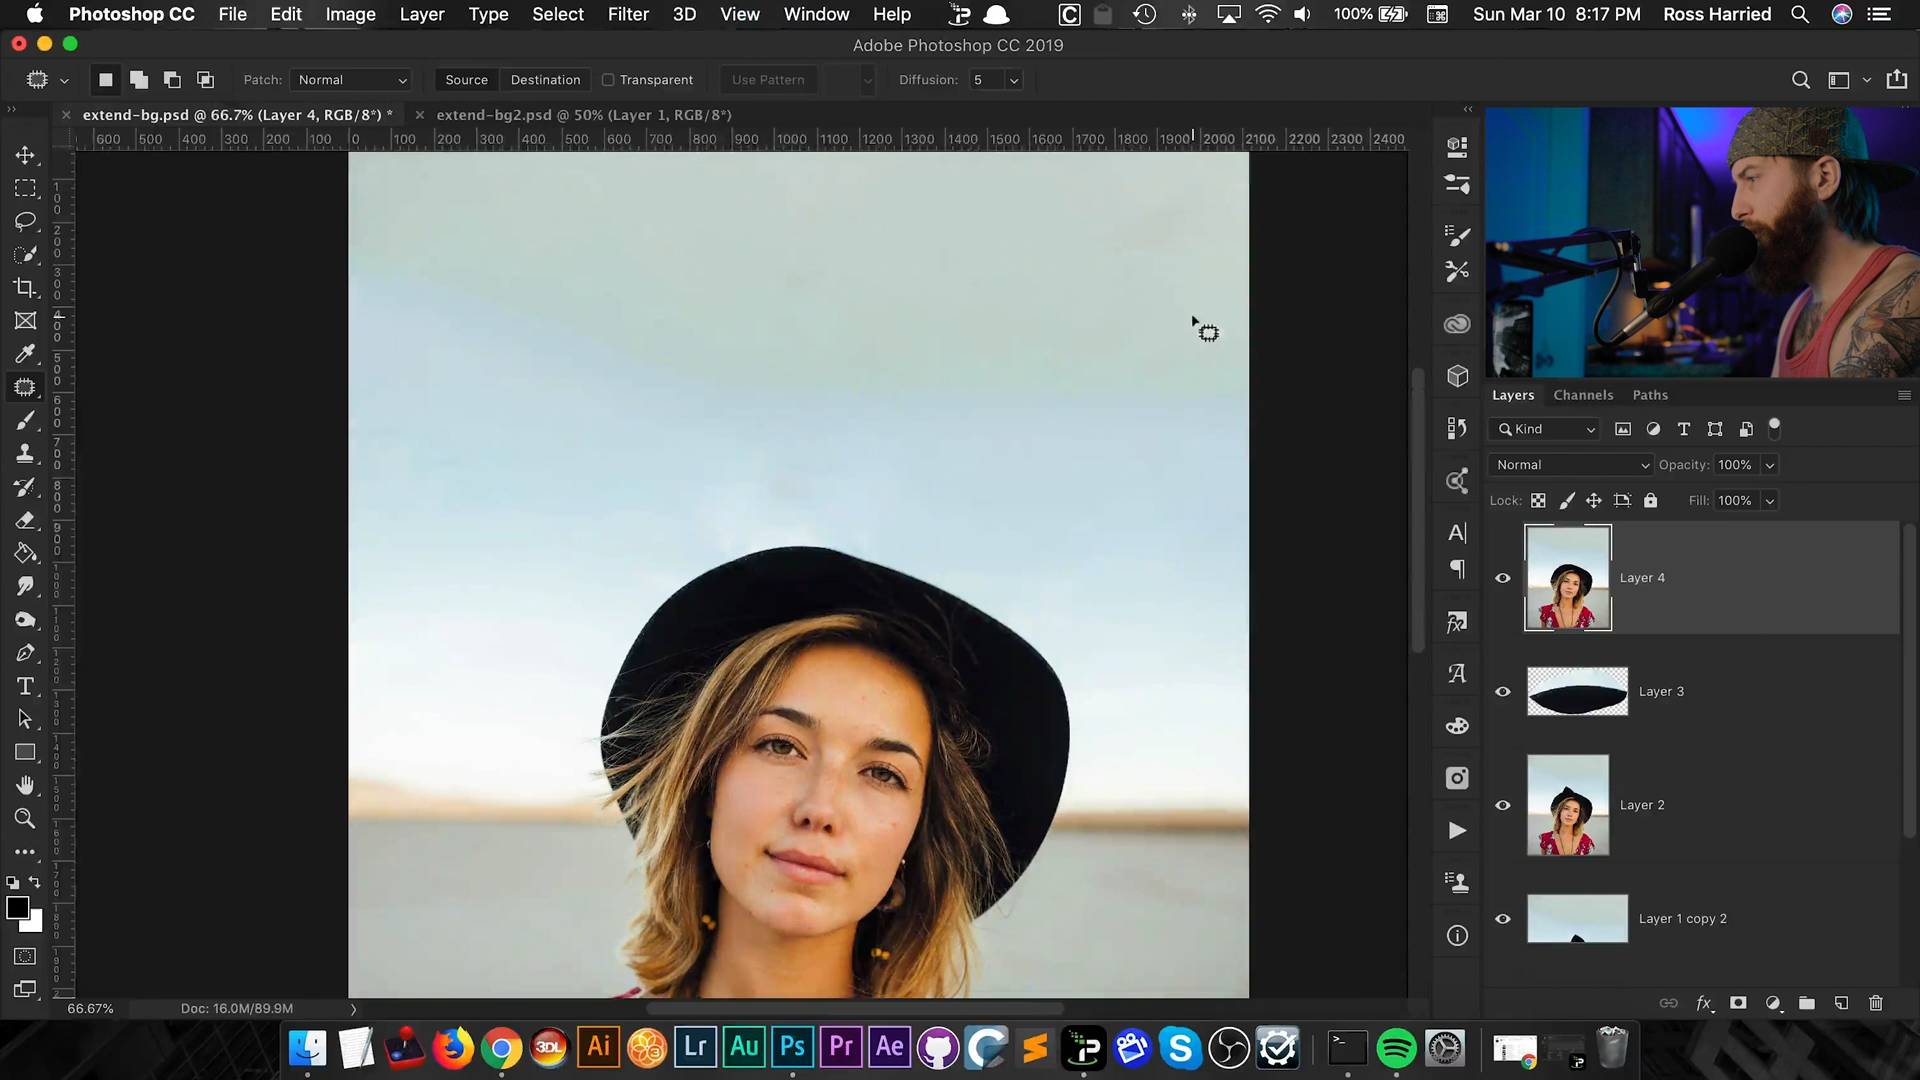 Photoshop CC File Edit Image Layer Type Select Filter 3D View Window Help 100% Sun Mar 10 8:17 PM Ross Harried
Adobe Photoshop CC 2019
Patch: Normal Source Destination Transparent Use Pattern Diffusion: 5
extend-bg.psd @ 66.7% (Layer 4, RGB/8*) * extend-bg2.psd @ 50% (Layer 1, RGB/8*)
600 500 400 300 200 100 0 100 200 300 400 500 600 700 800 900 1000 1100 1200 1300 1400 1500 1600 1700 1800 1900 2000 2100 2200 2300 2400
Layers Channels Paths
Kind
Normal Opacity: 100%
Lock: Fill: 100%
Layer 4
Layer 3
Layer 2
Layer 1 copy 2
66.67% Doc: 16.0M/89.9M
3DL Ai 3 Lr Au Ps Pr Ae